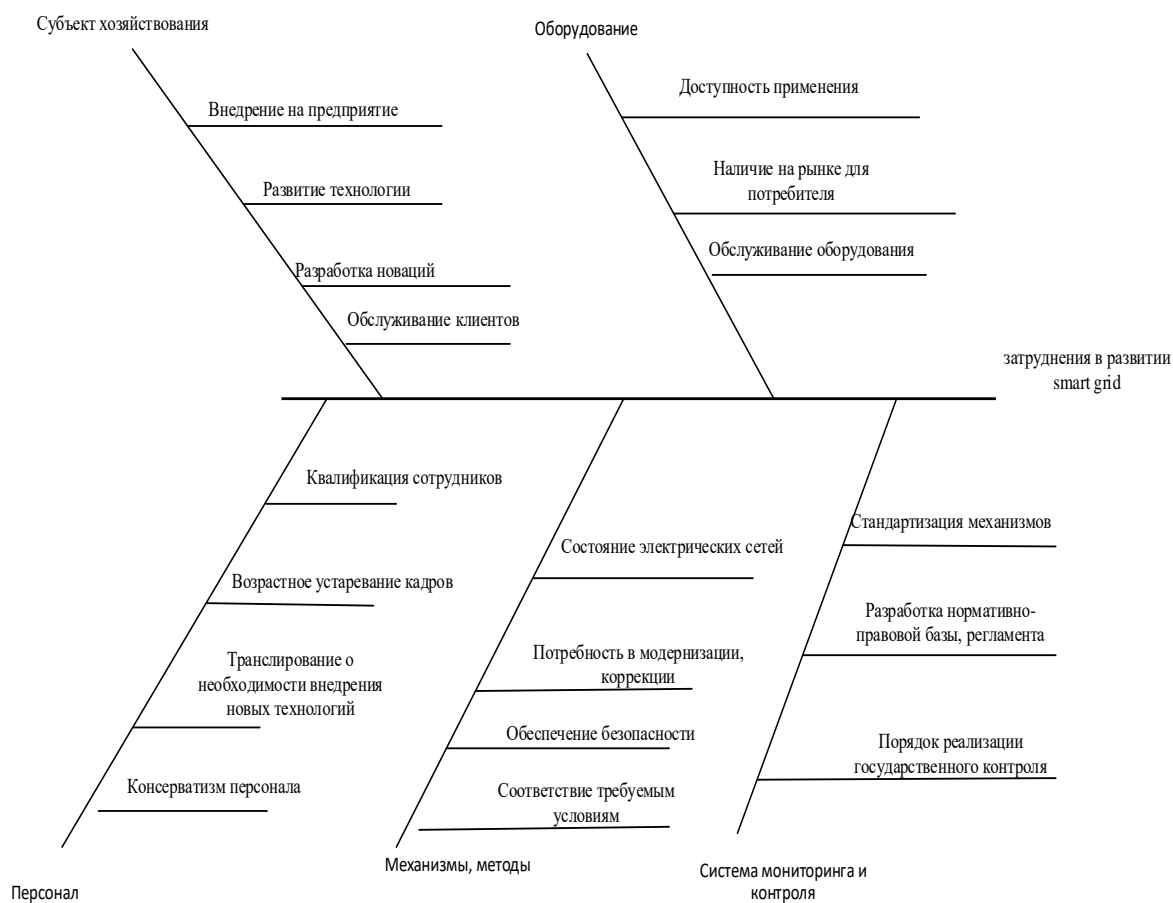 Субъект хозяйствования
Оборудование
Внедрение на предприятие
Развитие технологии
Разработка новаций
Обслуживание клиентов
Доступность применения
Наличие на рынке для
потребителя
Обслуживание оборудования
затруднения в развитии
smart grid
Квалификация сотрудников
Возрастное устаревание кадров
Транслирование о
необходимости внедрения
новых технологий
Консерватизм персонала
Персонал
Состояние электрических сетей
Потребность в модернизации,
коррекции
Обеспечение безопасности
Соответствие требуемым
условиям
Механизмы, методы
Стандартизация механизмов
Разработка нормативно-
правовой базы, регламента
Порядок реализации
государственного контроля
Система мониторинга и
контроля